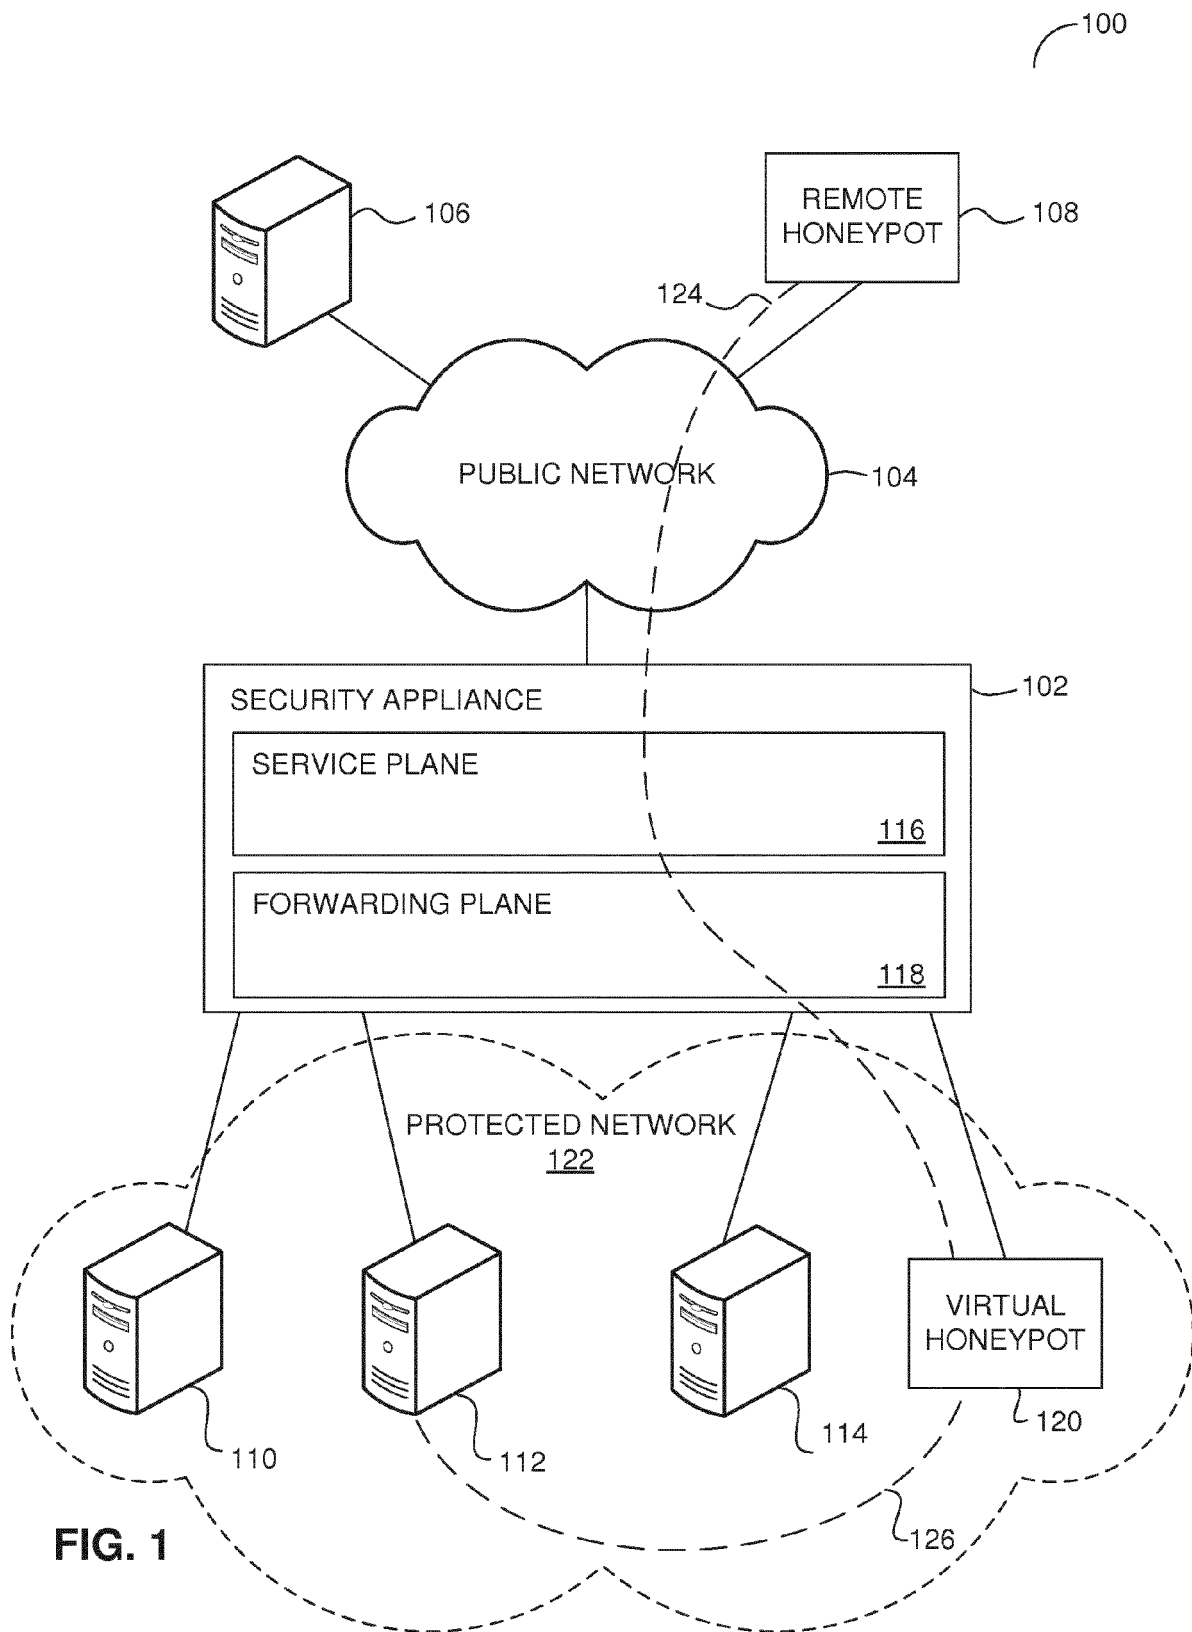 100
106
REMOTE
HONEYPOT
108
124
PUBLIC NETWORK
104
SECURITY APPLIANCE
102
SERVICE PLANE
116
FORWARDING PLANE
118
PROTECTED NETWORK
122
VIRTUAL
HONEYPOT
110
112
114
120
126
FIG. 1